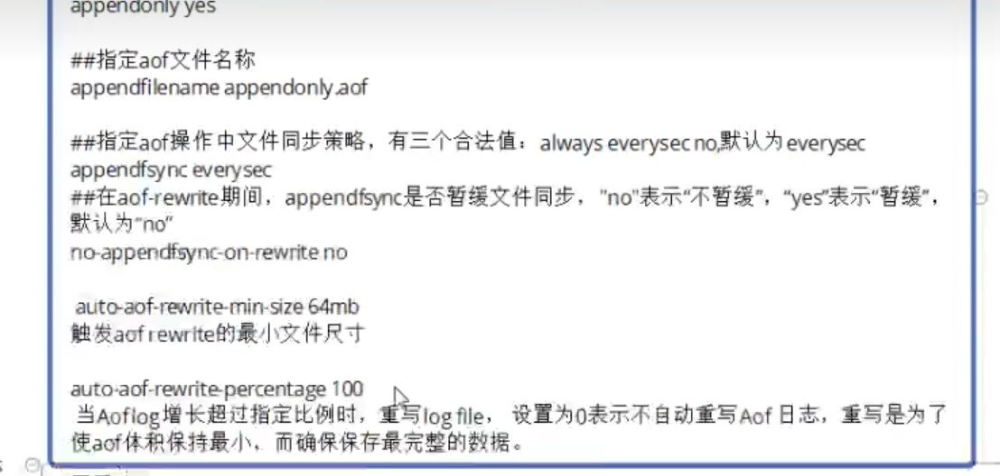 appendonly yes
##指定aof文件名称
appendfilename appendonly.aof
##指定aof操作中文件同步策略，有三个合法值：always everysec no,默认为everysec
appendfsync everysec
##在aof-rewrite期间，appendfsync是否暂缓文件同步，"no"表示“不暂缓”，“yes”表示“暂缓”，
默认为“no”
no-appendfsync-on-rewrite no
auto-aof-rewrite-min-size 64mb
触发aof rewrite的最小文件尺寸
auto-aof-rewrite-percentage 100
当Aof log增长超过指定比例时，重写log file， 设置为0表示不自动重写Aof 日志，重写是为了
使aof体积保持最小，而确保保存最完整的数据。